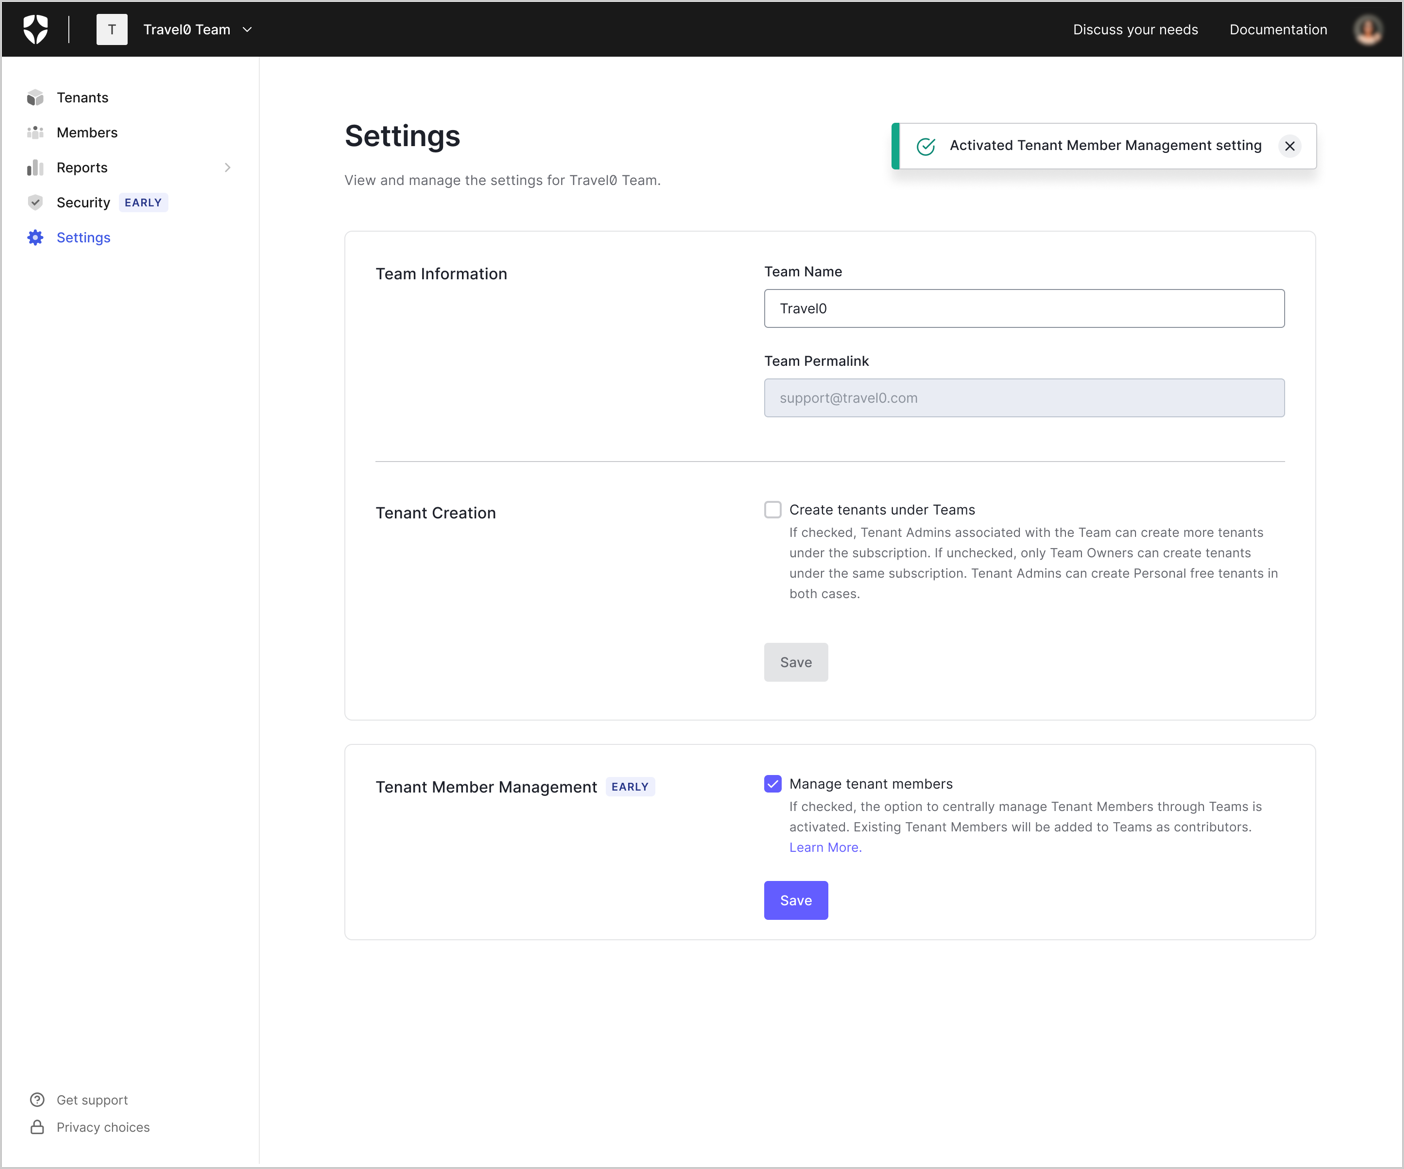 T
Travel0 Team
Discuss your needs
Documentation
Tenants
Members
Reports
Security EARLY
Settings
Get support
Privacy choices
Settings
View and manage the settings for Travel0 Team.
Activated Tenant Member Management setting
Team Information
Team Name
Travel0
Team Permalink
support@travel0.com
Tenant Creation
Create tenants under Teams
If checked, Tenant Admins associated with the Team can create more tenants
under the subscription. If unchecked, only Team Owners can create tenants
under the same subscription. Tenant Admins can create Personal free tenants in
both cases.
Save
Tenant Member Management EARLY
Manage tenant members
If checked, the option to centrally manage Tenant Members through Teams is
activated. Existing Tenant Members will be added to Teams as contributors.
Learn More.
Save